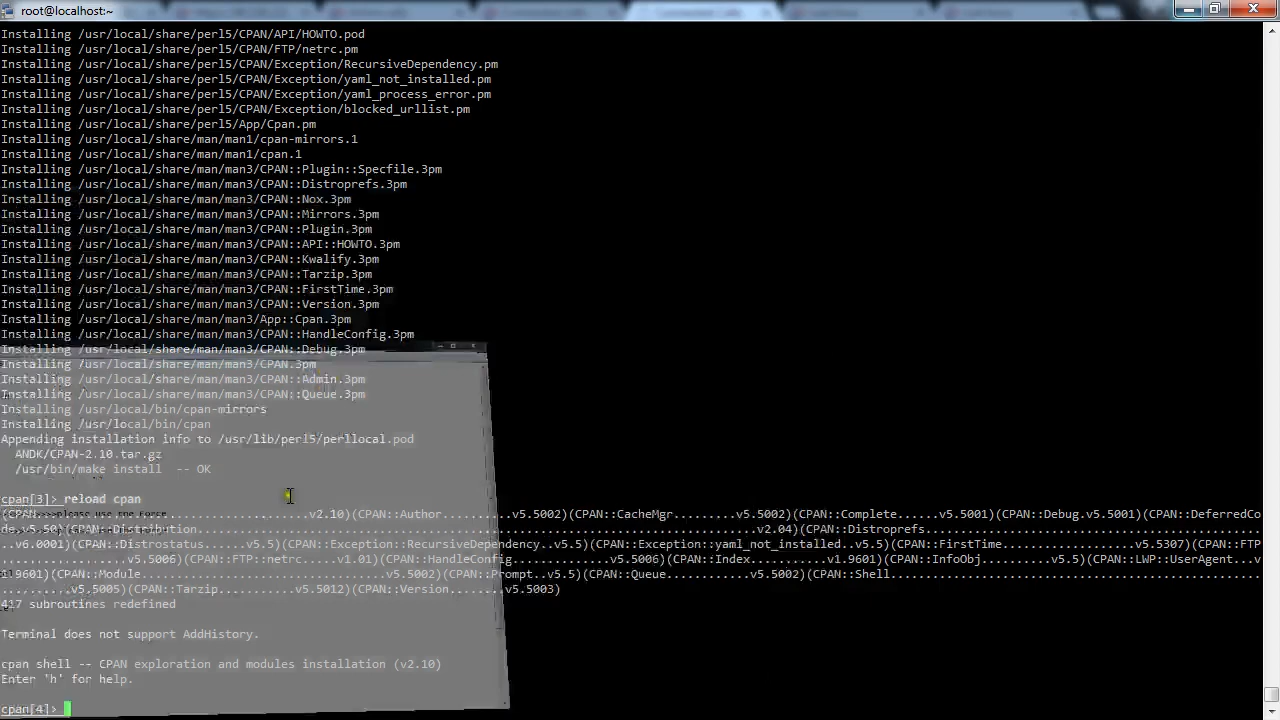 root@localhost:~
Installing /usr/local/share/perl5/CPAN/API/HOWTO.pod
Installing /usr/local/share/perl5/CPAN/FTP/netrc.pm
Installing /usr/local/share/perl5/CPAN/Exception/RecursiveDependency.pm
Installing /usr/local/share/perl5/CPAN/Exception/yaml_not_installed.pm
Installing /usr/local/share/perl5/CPAN/Exception/yaml_process_error.pm
Installing /usr/local/share/perl5/CPAN/Exception/blocked_urllist.pm
Installing /usr/local/share/perl5/App/Cpan.pm
Installing /usr/local/share/man/man1/cpan-mirrors.1
Installing /usr/local/share/man/man1/cpan.1
Installing /usr/local/share/man/man3/CPAN::Plugin::Specfile.3pm
Installing /usr/local/share/man/man3/CPAN::Distroprefs.3pm
Installing /usr/local/share/man/man3/CPAN::Nox.3pm
Installing /usr/local/share/man/man3/CPAN::Mirrors.3pm
Installing /usr/local/share/man/man3/CPAN::Plugin.3pm
Installing /usr/local/share/man/man3/CPAN::API::HOWTO.3pm
Installing /usr/local/share/man/man3/CPAN::Kwalify.3pm
Installing /usr/local/share/man/man3/CPAN::Tarzip.3pm
Installing /usr/local/share/man/man3/CPAN::FirstTime.3pm
Installing /usr/local/share/man/man3/CPAN::Version.3pm
Installing /usr/local/share/man/man3/App::Cpan.3pm
Installing /usr/local/share/man/man3/CPAN::HandleConfig.3pm
Installing /usr/local/share/man/man3/CPAN::Debug.3pm
Installing /usr/local/share/man/man3/CPAN.3pm
Installing /usr/local/share/man/man3/CPAN::Admin.3pm
Installing /usr/local/share/man/man3/CPAN::Queue.3pm
Installing /usr/local/bin/cpan-mirrors
Installing /usr/local/bin/cpan
Appending installation info to /usr/lib/perl5/perllocal.pod
ANDK/CPAN-2.10.tar.gz
/usr/bin/make install  -- OK
cpan[3]> reload cpan
(CPAN.......................................v2.10)(CPAN::Author..........v5.5002)(CPAN::CacheMgr.........v5.5002)(CPAN::Complete......v5.5001)(CPAN::Debug.v5.5001)(CPAN::DeferredCo
de.v5.50)(CPAN::Distribution................................................................................v2.04)(CPAN::Distroprefs................................................
..v6.0001)(CPAN::Distrostatus......v5.5)(CPAN::Exception::RecursiveDependency..v5.5)(CPAN::Exception::yaml_not_installed..v5.5)(CPAN::FirstTime...................v5.5307)(CPAN::FTP
......................v5.5006)(CPAN::FTP::netrc....v1.01)(CPAN::HandleConfig.....................v5.5006)(CPAN::Index...........v1.9601)(CPAN::InfoObj......v5.5)(CPAN::LWP::UserAgent..v
1.9601)(CPAN::Module...................................v5.5002)(CPAN::Prompt..v5.5)(CPAN::Queue...........v5.5002)(CPAN::Shell.....................................................
......v5.5005)(CPAN::Tarzip...........v5.5012)(CPAN::Version.......v5.5003)
417 subroutines redefined
Terminal does not support AddHistory.
cpan shell -- CPAN exploration and modules installation (v2.10)
Enter 'h' for help.
cpan[4]>